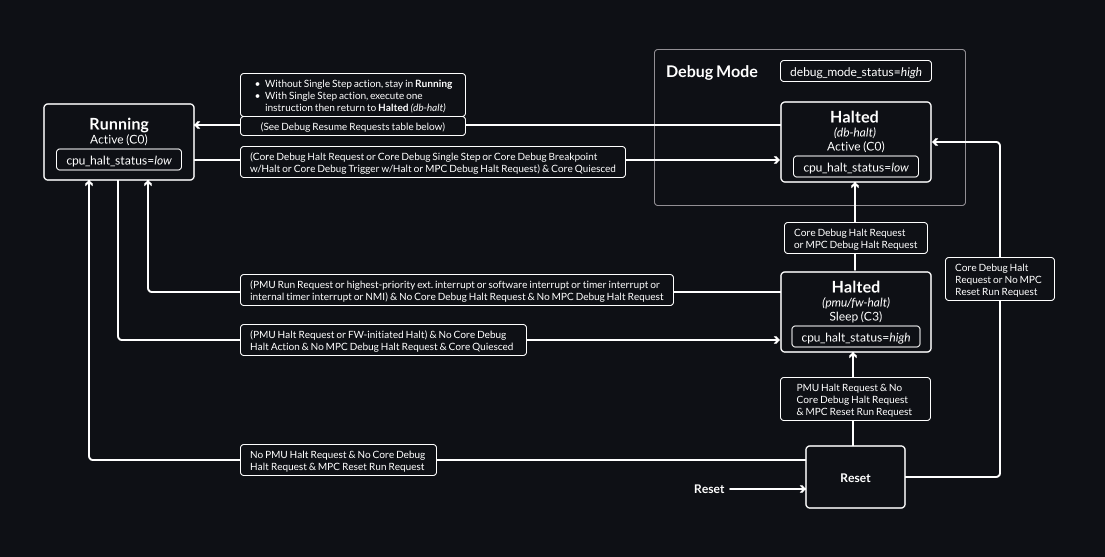 Debug Mode
debug_mode_status=high
• Without Single Step action, stay in Running
• With Single Step action, execute one
instruction then return to Halted (db-halt)
(See Debug Resume Requests table below)
Running
Active (C0)
cpu_halt_status=low
Halted
(db-halt)
Active (C0)
cpu_halt_status=low
(Core Debug Halt Request or Core Debug Single Step or Core Debug Breakpoint
w/Halt or Core Debug Trigger w/Halt or MPC Debug Halt Request) & Core Quiesced
Core Debug Halt Request
or MPC Debug Halt Request
Core Debug Halt
Request or No MPC
Reset Run Request
(PMU Run Request or highest-priority ext. interrupt or software interrupt or timer interrupt or
internal timer interrupt or NMI) & No Core Debug Halt Request & No MPC Debug Halt Request
Halted
(pmu/fw-halt)
Sleep (C3)
cpu_halt_status=high
(PMU Halt Request or FW-initiated Halt) & No Core Debug
Halt Action & No MPC Debug Halt Request & Core Quiesced
PMU Halt Request & No
Core Debug Halt Request
& MPC Reset Run Request
No PMU Halt Request & No Core Debug
Halt Request & MPC Reset Run Request
Reset
Reset